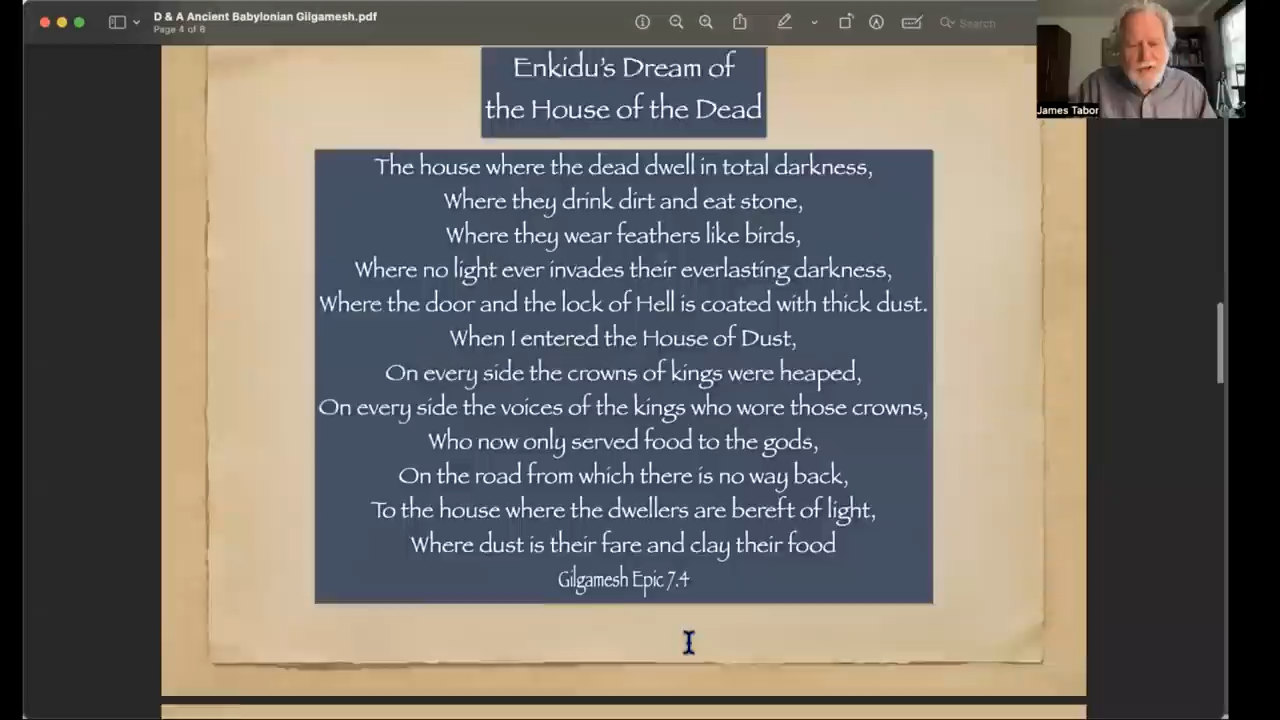 D & A Ancient Babylonian Gilgamesh.pdf
Page 4 of 8
Search
James Tabor
Enkidu's Dream of
the House of the Dead
The house where the dead dwell in total darkness,
Where they drink dirt and eat stone,
Where they wear feathers like birds,
Where no light ever invades their everlasting darkness,
Where the door and the lock of Hell is coated with thick dust.
When I entered the House of Dust,
On every side the crowns of kings were heaped,
On every side the voices of the kings who wore those crowns,
Who now only served food to the gods,
On the road from which there is no way back,
To the house where the dwellers are bereft of light,
Where dust is their fare and clay their food
Gilgamesh Epic 7.4